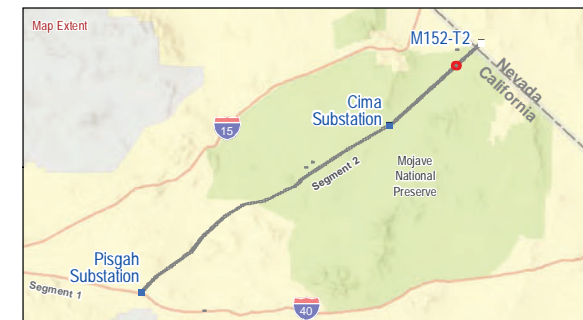 Map Extent
M152-T2
Nevada
California
Cima
Substation
15
Segment 2
Mojave
National
Preserve
Pisgah
Substation
Segment 1
40